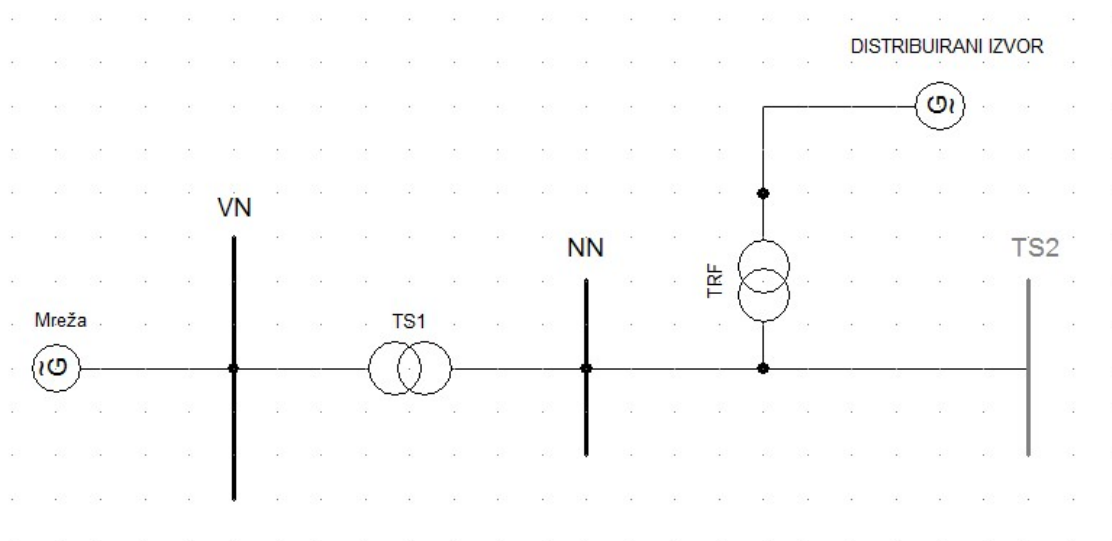 DISTRIBUIRANI IZVOR
G~
VN
NN
TS2
TRF
Mreža
TS1
~G